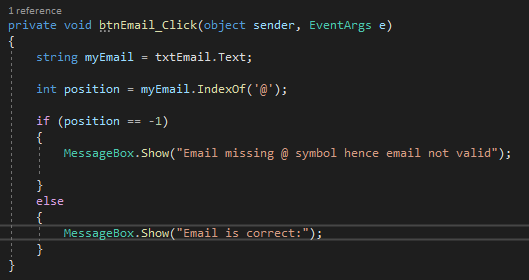 1 reference
private void btnEmail_Click(object sender, EventArgs e)
{
string myEmail = txtEmail.Text;
int position = myEmail.IndexOf('@');
if (position == -1)
{
MessageBox.Show("Email missing @ symbol hence email not valid");
}
else
{
MessageBox.Show("Email is correct:");
}
}